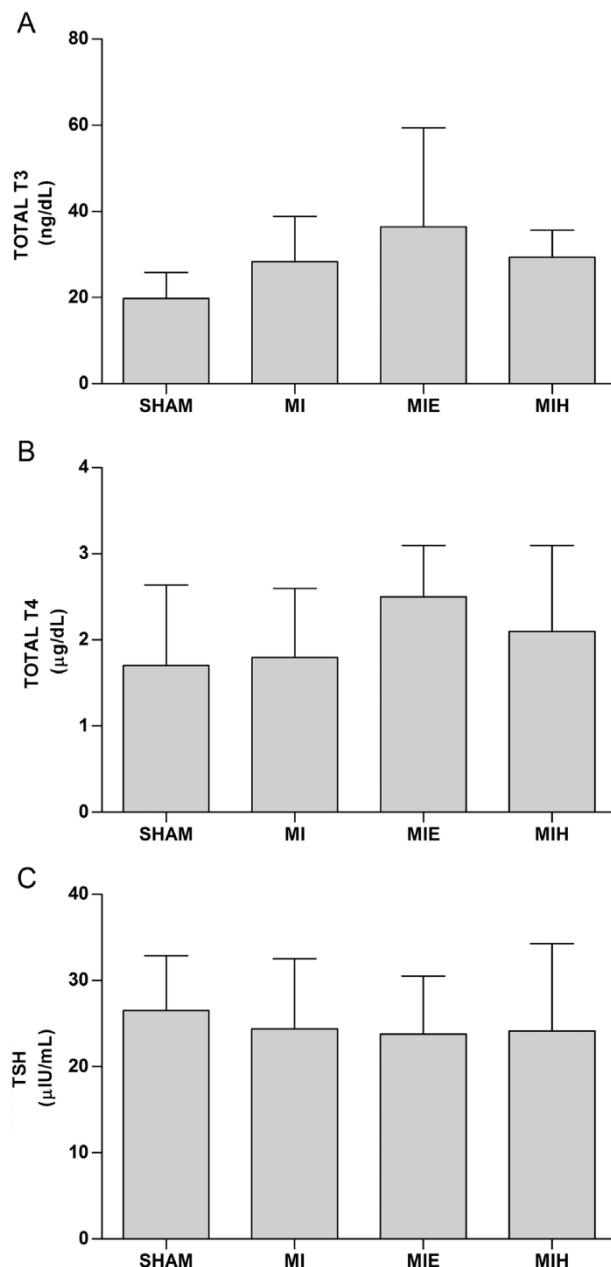 A
TOTAL T3
(ng/dL)
80
60
40
20
0
SHAM MI MIE MIH
B
TOTAL T4
(μg/dL)
4
3
2
1
0
SHAM MI MIE MIH
C
TSH
(μIU/mL)
40
30
20
10
0
SHAM MI MIE MIH